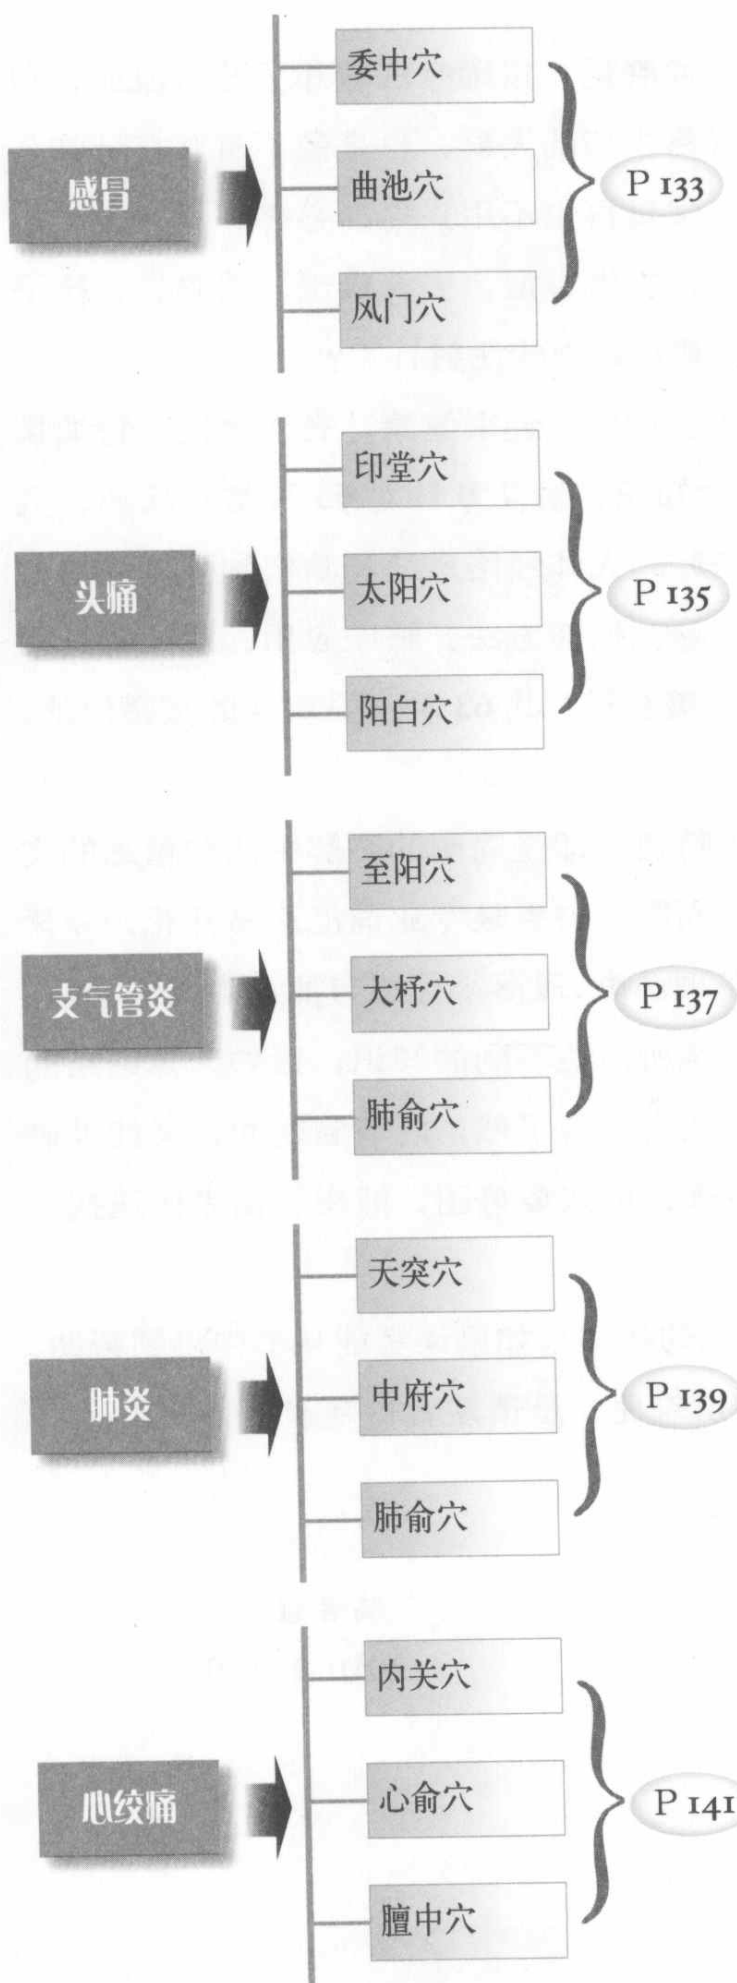 感冒
委中穴
曲池穴
风门穴
P 133
头痛
印堂穴
太阳穴
阳白穴
P 135
支气管炎
至阳穴
大杼穴
肺俞穴
P 137
肺炎
天突穴
中府穴
肺俞穴
P 139
心绞痛
内关穴
心俞穴
膻中穴
P 141